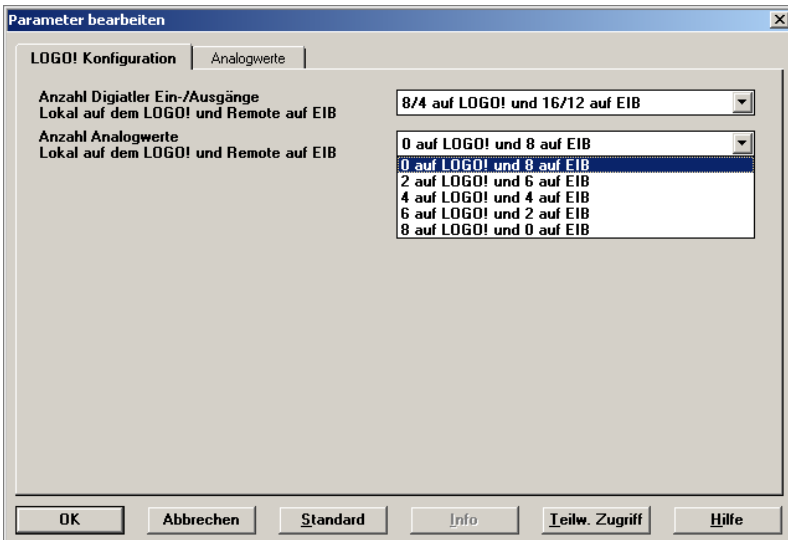 Parameter bearbeiten
LOGO! Konfiguration
Analogwerte
Anzahl Digiatler Ein-/Ausgänge
Lokal auf dem LOGO! und Remote auf EIB
8/4 auf LOGO! und 16/12 auf EIB
Anzahl Analogwerte
Lokal auf dem LOGO! und Remote auf EIB
0 auf LOGO! und 8 auf EIB
0 auf LOGO! und 8 auf EIB
2 auf LOGO! und 6 auf EIB
4 auf LOGO! und 4 auf EIB
6 auf LOGO! und 2 auf EIB
8 auf LOGO! und 0 auf EIB
OK
Abbrechen
Standard
Info
Teilw. Zugriff
Hilfe